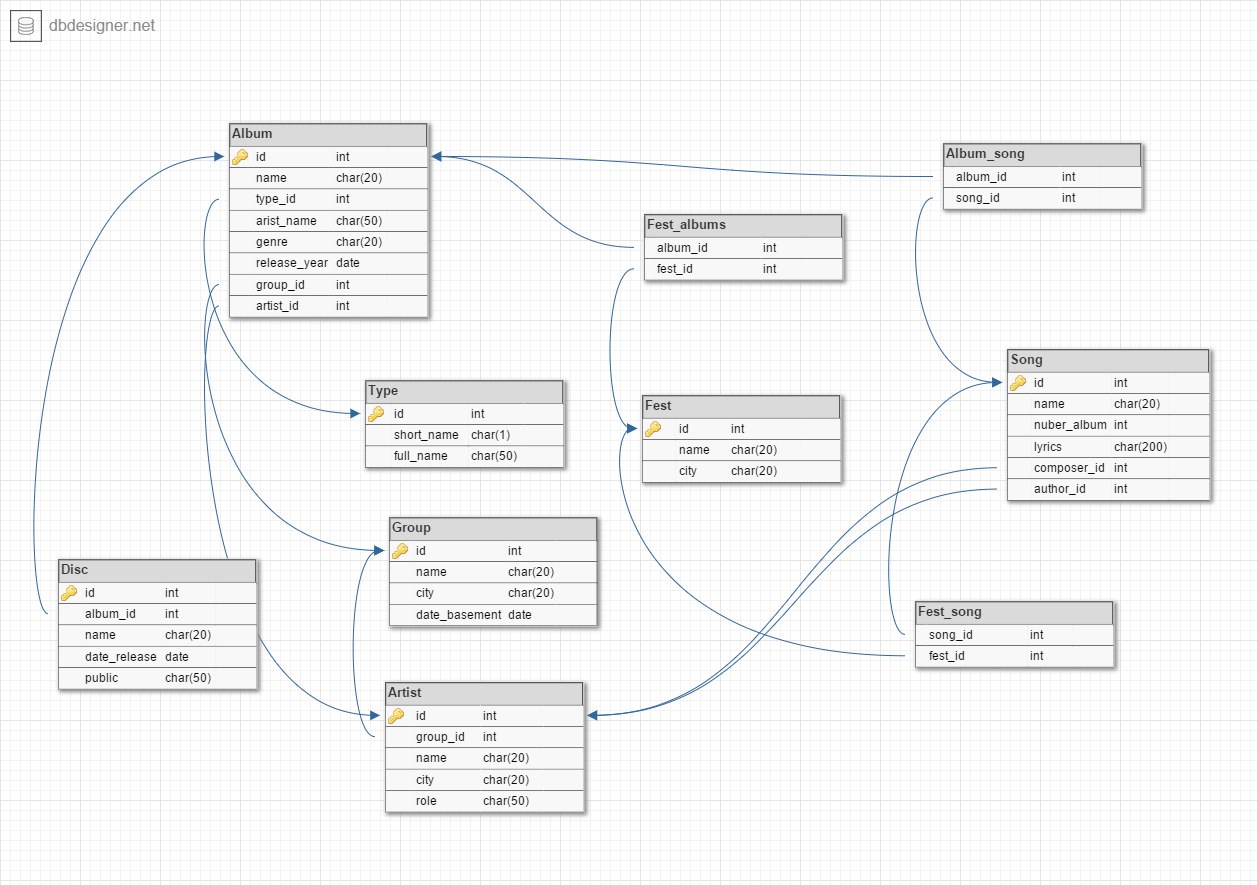 dbdesigner.net
Album
id int
name char(20)
type_id int
arist_name char(50)
genre char(20)
release_year date
group_id int
artist_id int
Album_song
album_id int
song_id int
Fest_albums
album_id int
fest_id int
Type
id int
short_name char(1)
full_name char(50)
Fest
id int
name char(20)
city char(20)
Song
id int
name char(20)
nuber_album int
lyrics char(200)
composer_id int
author_id int
Group
id int
name char(20)
city char(20)
date_basement date
Disc
id int
album_id int
name char(20)
date_release date
public char(50)
Fest_song
song_id int
fest_id int
Artist
id int
group_id int
name char(20)
city char(20)
role char(50)